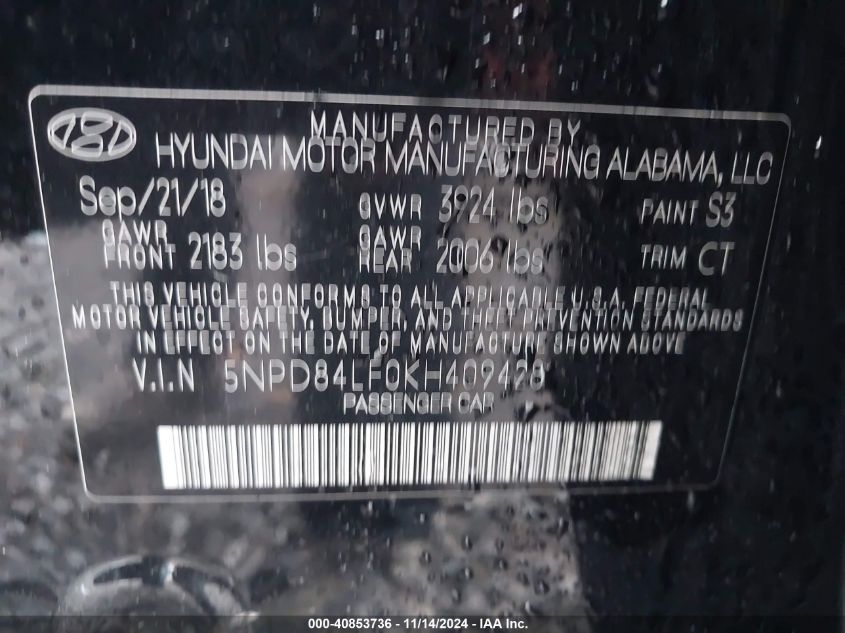 MANUFACTURED BY
HYUNDAI MOTOR MANUFACTURING ALABAMA, LLC
Sep/21/18 GVWR 3924 lbs PAINT S3
GAWR FRONT 2183 lbs GAWR REAR 2006 lbs TRIM CT
THIS VEHICLE CONFORMS TO ALL APPLICABLE U.S.A. FEDERAL
MOTOR VEHICLE SAFETY, BUMPER, AND THEFT PREVENTION STANDARDS
IN EFFECT ON THE DATE OF MANUFACTURE SHOWN ABOVE
V.I.N 5NPD84LF0KH409428
PASSENGER CAR
000-40853736 - 11/14/2024 - IAA Inc.